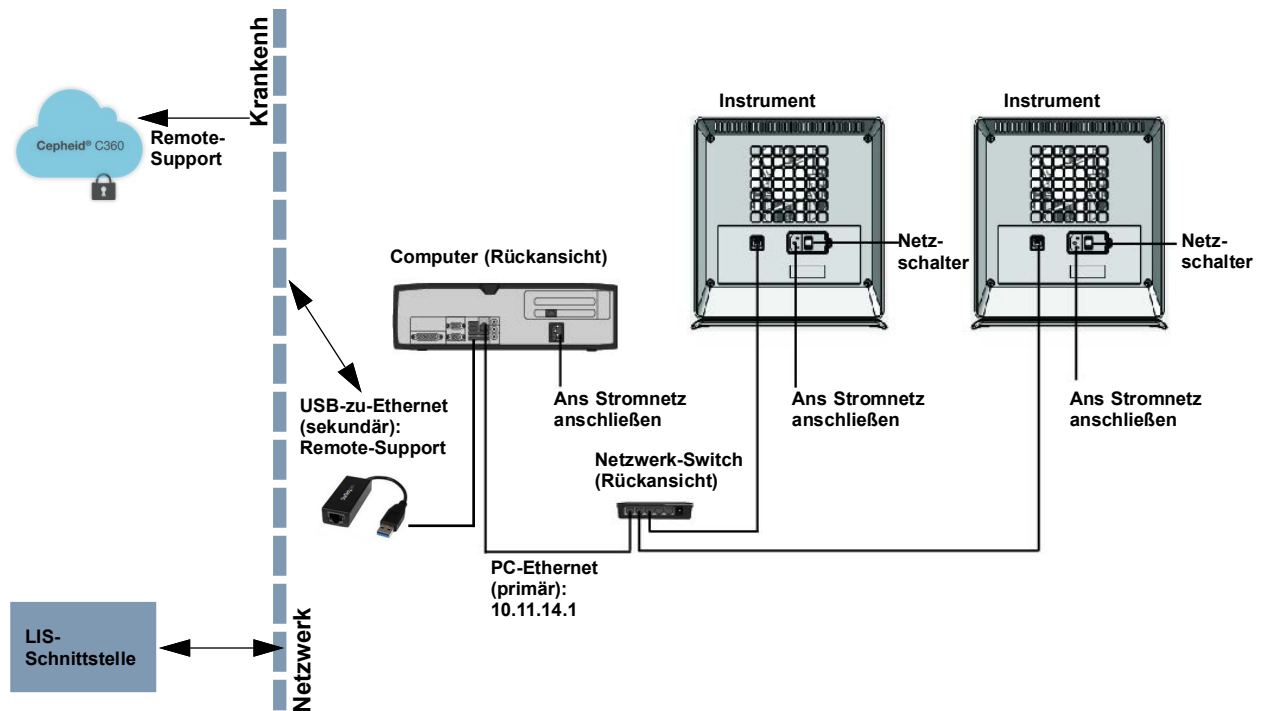 Krankenh
Cepheid® C360
Remote-
Support
Instrument
Instrument
Netz-
schalter
Netz-
schalter
Computer (Rückansicht)
USB-zu-Ethernet
(sekundär):
Remote-Support
Ans Stromnetz
anschließen
Ans Stromnetz
anschließen
Ans Stromnetz
anschließen
Netzwerk-Switch
(Rückansicht)
PC-Ethernet
(primär):
10.11.14.1
LIS-
Schnittstelle
Netzwerk